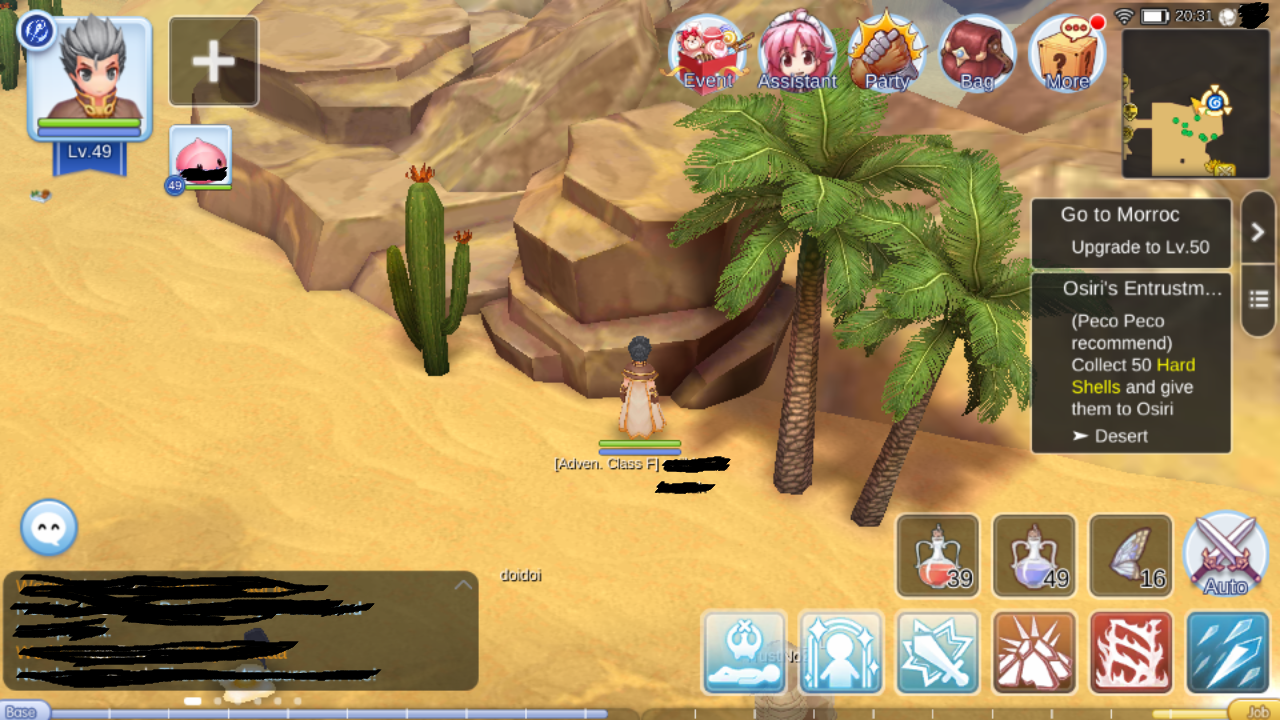 Event
Assistant
Party
Bag
More
20:31
Lv.49
49
Go to Morroc
Upgrade to Lv.50
Osiri's Entrustm...
(Peco Peco
recommend)
Collect 50 Hard
Shells and give
them to Osiri
➤ Desert
[Adven. Class F]
doidoi
39
49
16
Auto
Base
Job